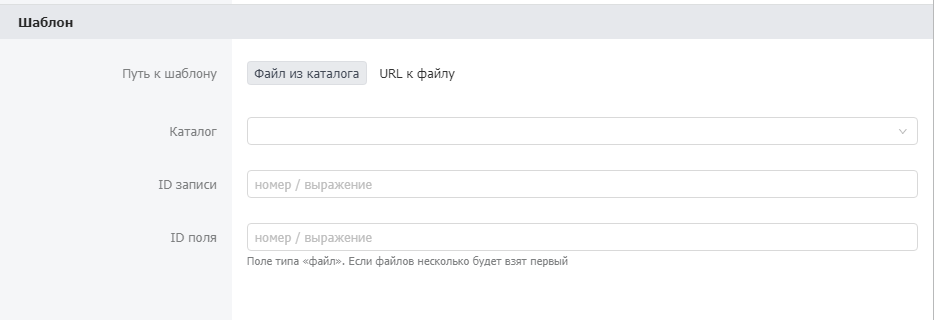 Шаблон
Путь к шаблону
Файл из каталога URL к файлу
Каталог
ID записи
номер / выражение
ID поля
номер / выражение
Поле типа «файл». Если файлов несколько будет взят первый